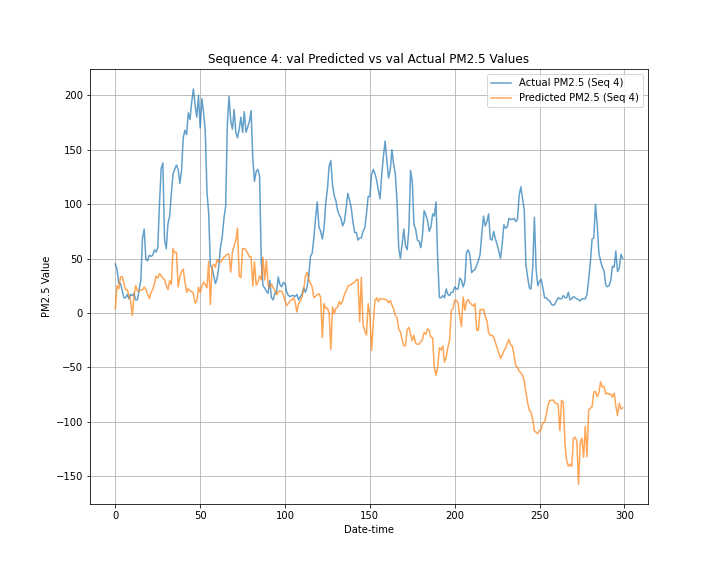 Sequence 4: val Predicted vs val Actual PM2.5 Values
Actual PM2.5 (Seq 4)
Predicted PM2.5 (Seq 4)
PM2.5 Value
200
150
100
50
0
−50
−100
−150
0 50 100 150 200 250 300
Date-time